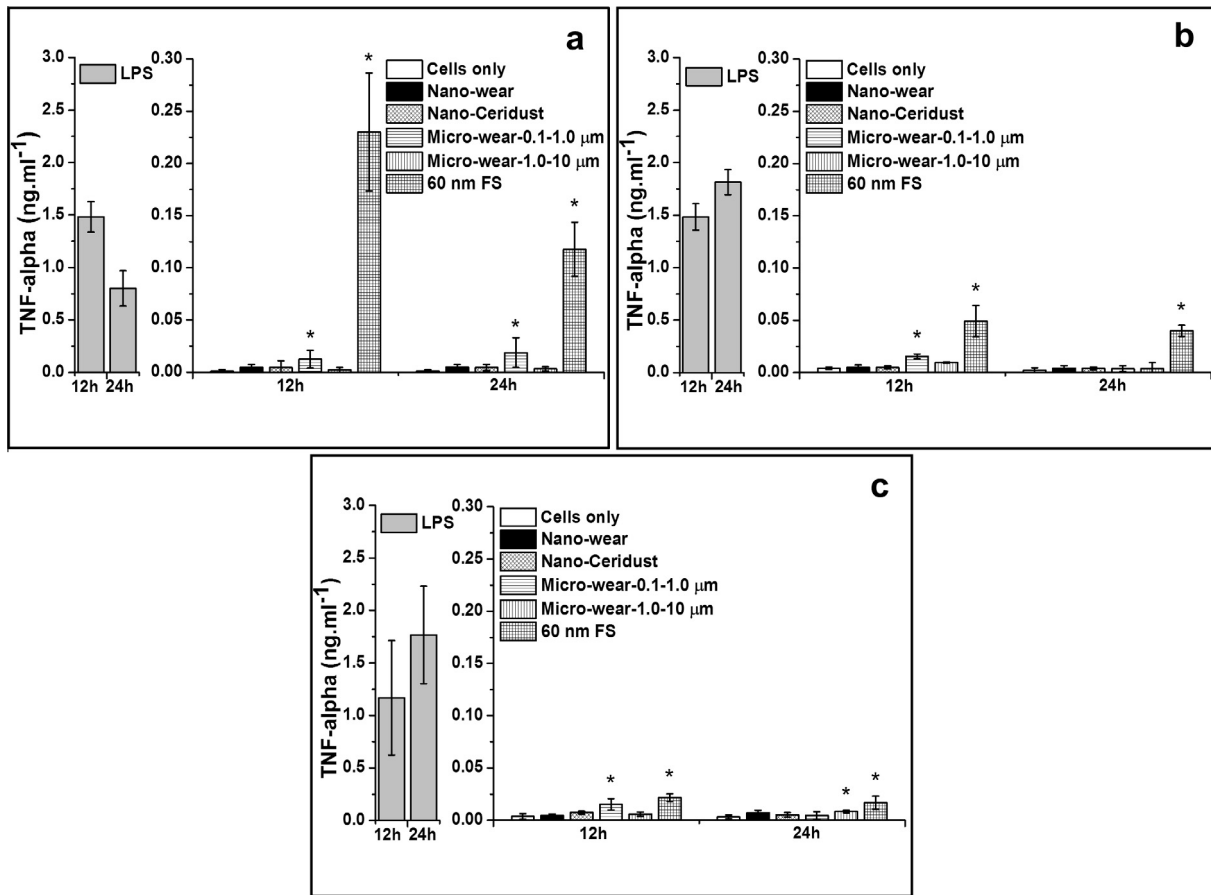 a
TNF-alpha (ng.ml-1)
3.0
2.5
2.0
1.5
1.0
0.5
0.0
LPS
12h 24h
0.30
0.25
0.20
0.15
0.10
0.05
0.00
Cells only
Nano-wear
Nano-Ceridust
Micro-wear-0.1-1.0 μm
Micro-wear-1.0-10 μm
60 nm FS
* * * *
12h 24h
b
TNF-alpha (ng.ml-1)
3.0
2.5
2.0
1.5
1.0
0.5
0.0
LPS
12h 24h
0.30
0.25
0.20
0.15
0.10
0.05
0.00
Cells only
Nano-wear
Nano-Ceridust
Micro-wear-0.1-1.0 μm
Micro-wear-1.0-10 μm
60 nm FS
* * *
12h 24h
c
TNF-alpha (ng.ml-1)
3.0
2.5
2.0
1.5
1.0
0.5
0.0
LPS
12h 24h
0.30
0.25
0.20
0.15
0.10
0.05
0.00
Cells only
Nano-wear
Nano-Ceridust
Micro-wear-0.1-1.0 μm
Micro-wear-1.0-10 μm
60 nm FS
* * * *
12h 24h